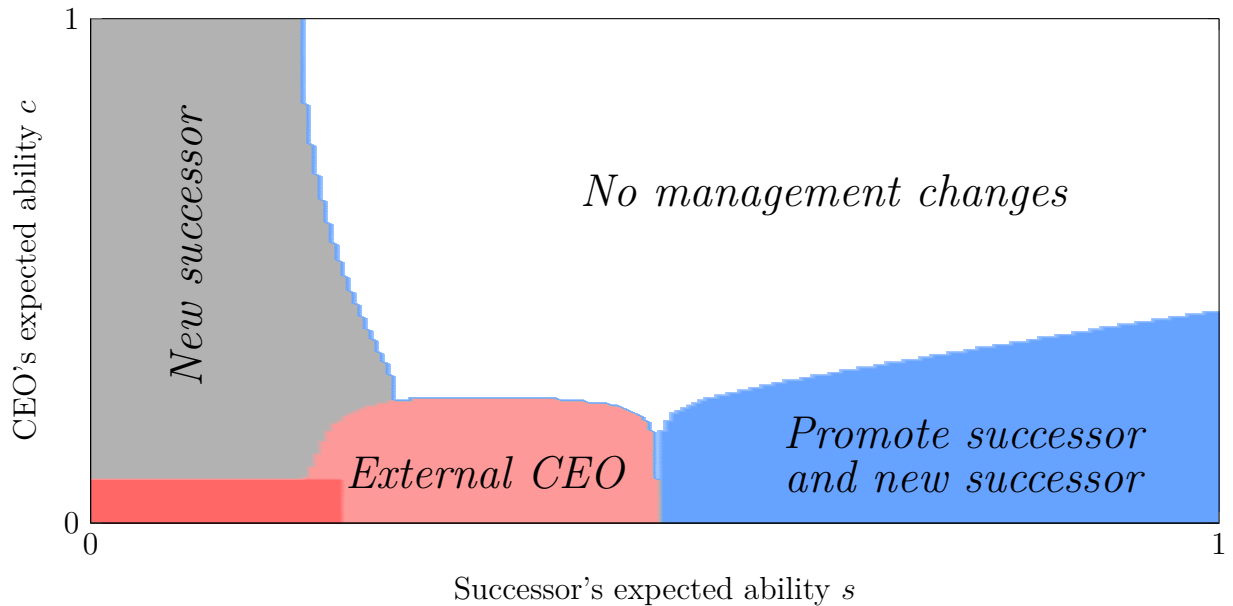 1
CEO's expected ability c
New successor
No management changes
External CEO
Promote successor
and new successor
0
0
1
Successor's expected ability s